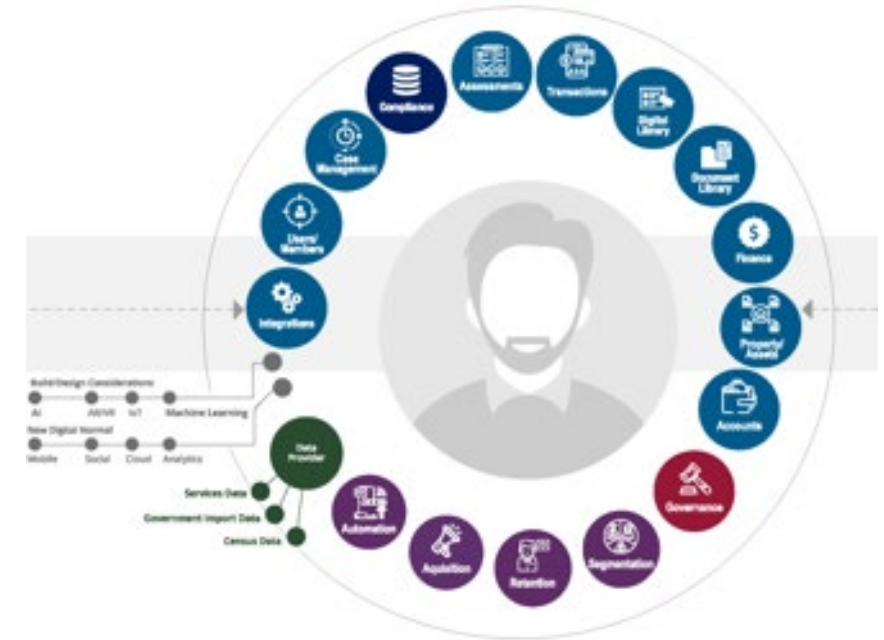 Assessments
Transactions
Compliance
Digital
Library
Case
Management
Document
Library
Users/
Members
Finance
Integrations
Property/
Assets
Build/Design Considerations
AI
AR/VR
IoT
Machine Learning
Accounts
New Digital Normal
Mobile
Social
Cloud
Analytics
Data
Provider
Services Data
Government Import Data
Census Data
Governance
Automation
Aquisition
Retention
Segmentation